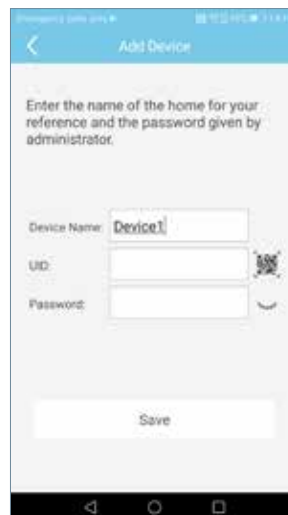 Add Device
Enter the name of the home for your
reference and the password given by
administrator.
Device Name: Device1
UID:
Password:
Save